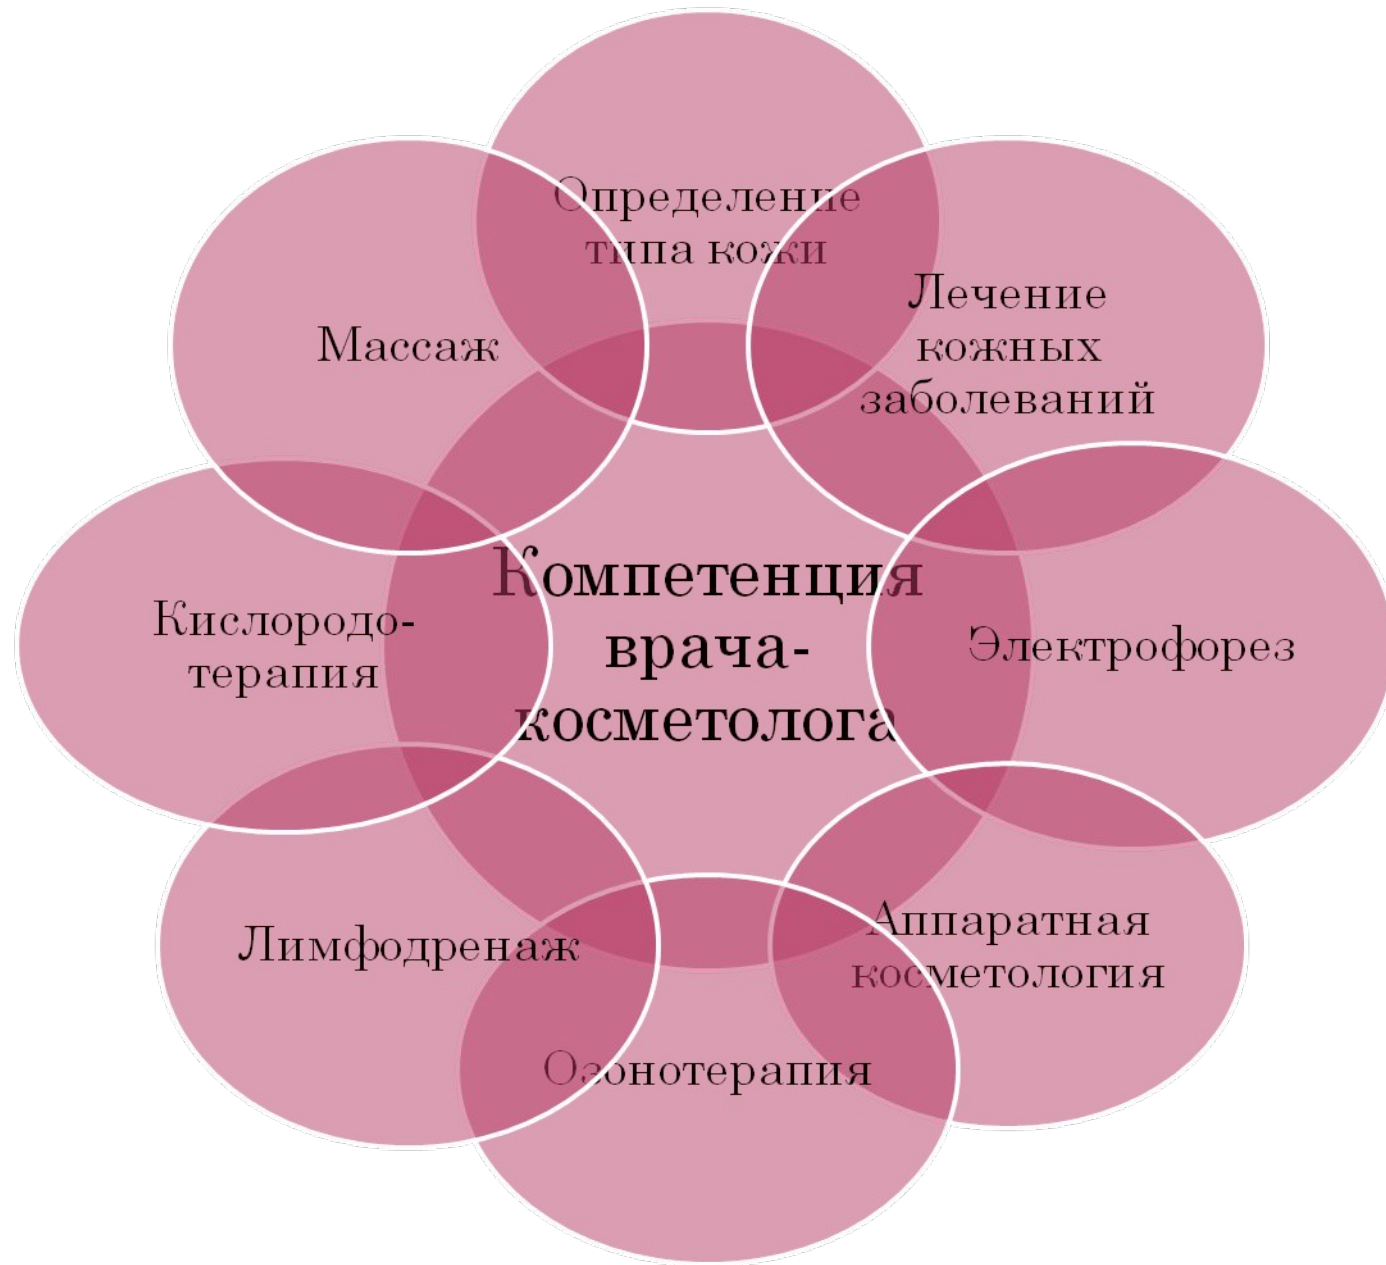 Определение
типа кожи
Лечение
кожных
заболеваний
Массаж
Компетенция
врача-
косметолога
Кислородо-
терапия
Электрофорез
Аппаратная
косметология
Лимфодренаж
Озонотерапия